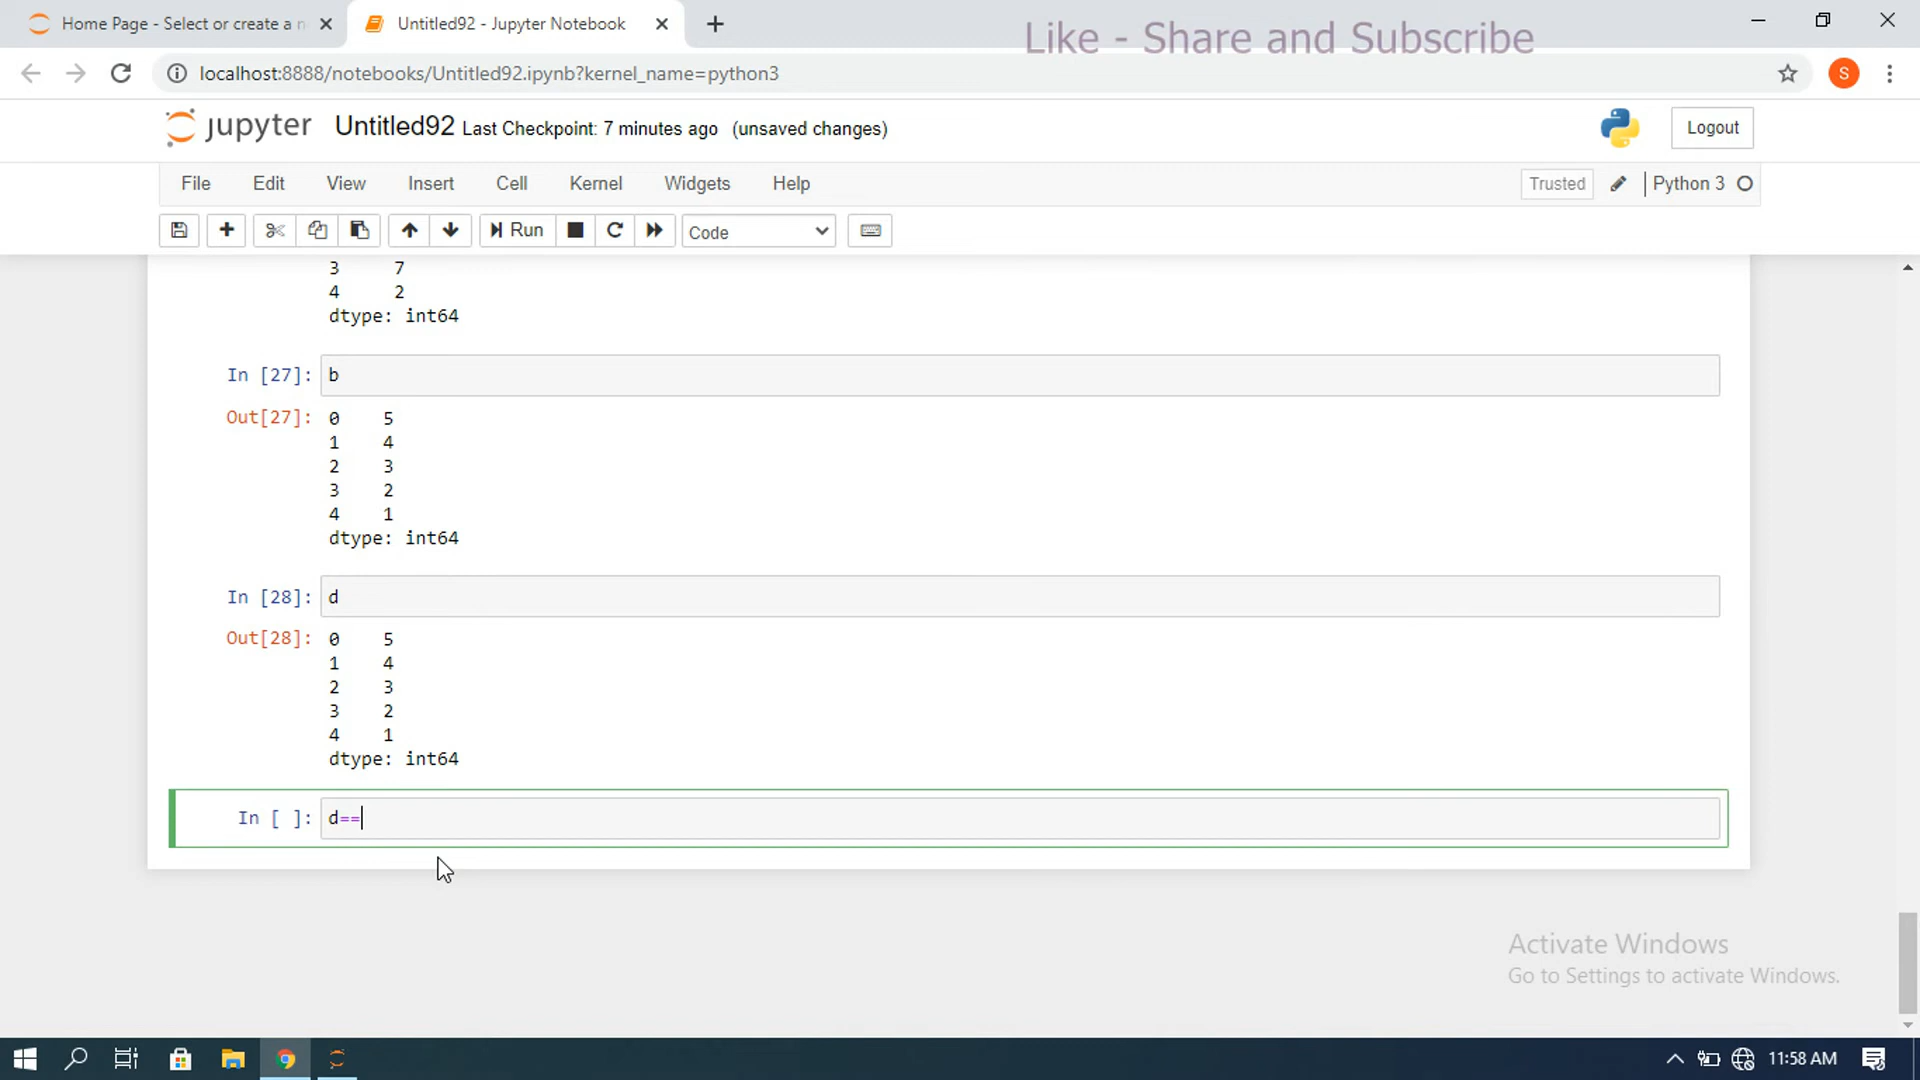 Home Page - Select or create a n
Untitled92 - Jupyter Notebook
Like - Share and Subscribe
localhost:8888/notebooks/Untitled92.ipynb?kernel_name=python3
S
jupyter Untitled92 Last Checkpoint: 7 minutes ago (unsaved changes)
Logout
File Edit View Insert Cell Kernel Widgets Help
Trusted Python 3
Run Code
3 7
4 2
dtype: int64
In [27]: b
Out[27]: 0 5
1 4
2 3
3 2
4 1
dtype: int64
In [28]: d
Out[28]: 0 5
1 4
2 3
3 2
4 1
dtype: int64
In [ ]: d==
Activate Windows
Go to Settings to activate Windows.
11:58 AM